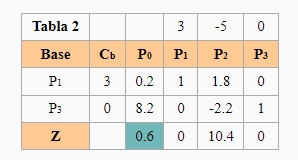 Tabla 2 3 -5 0
Base Cb P0 P1 P2 P3
P1 3 0.2 1 1.8 0
P3 0 8.2 0 -2.2 1
Z 0.6 0 10.4 0